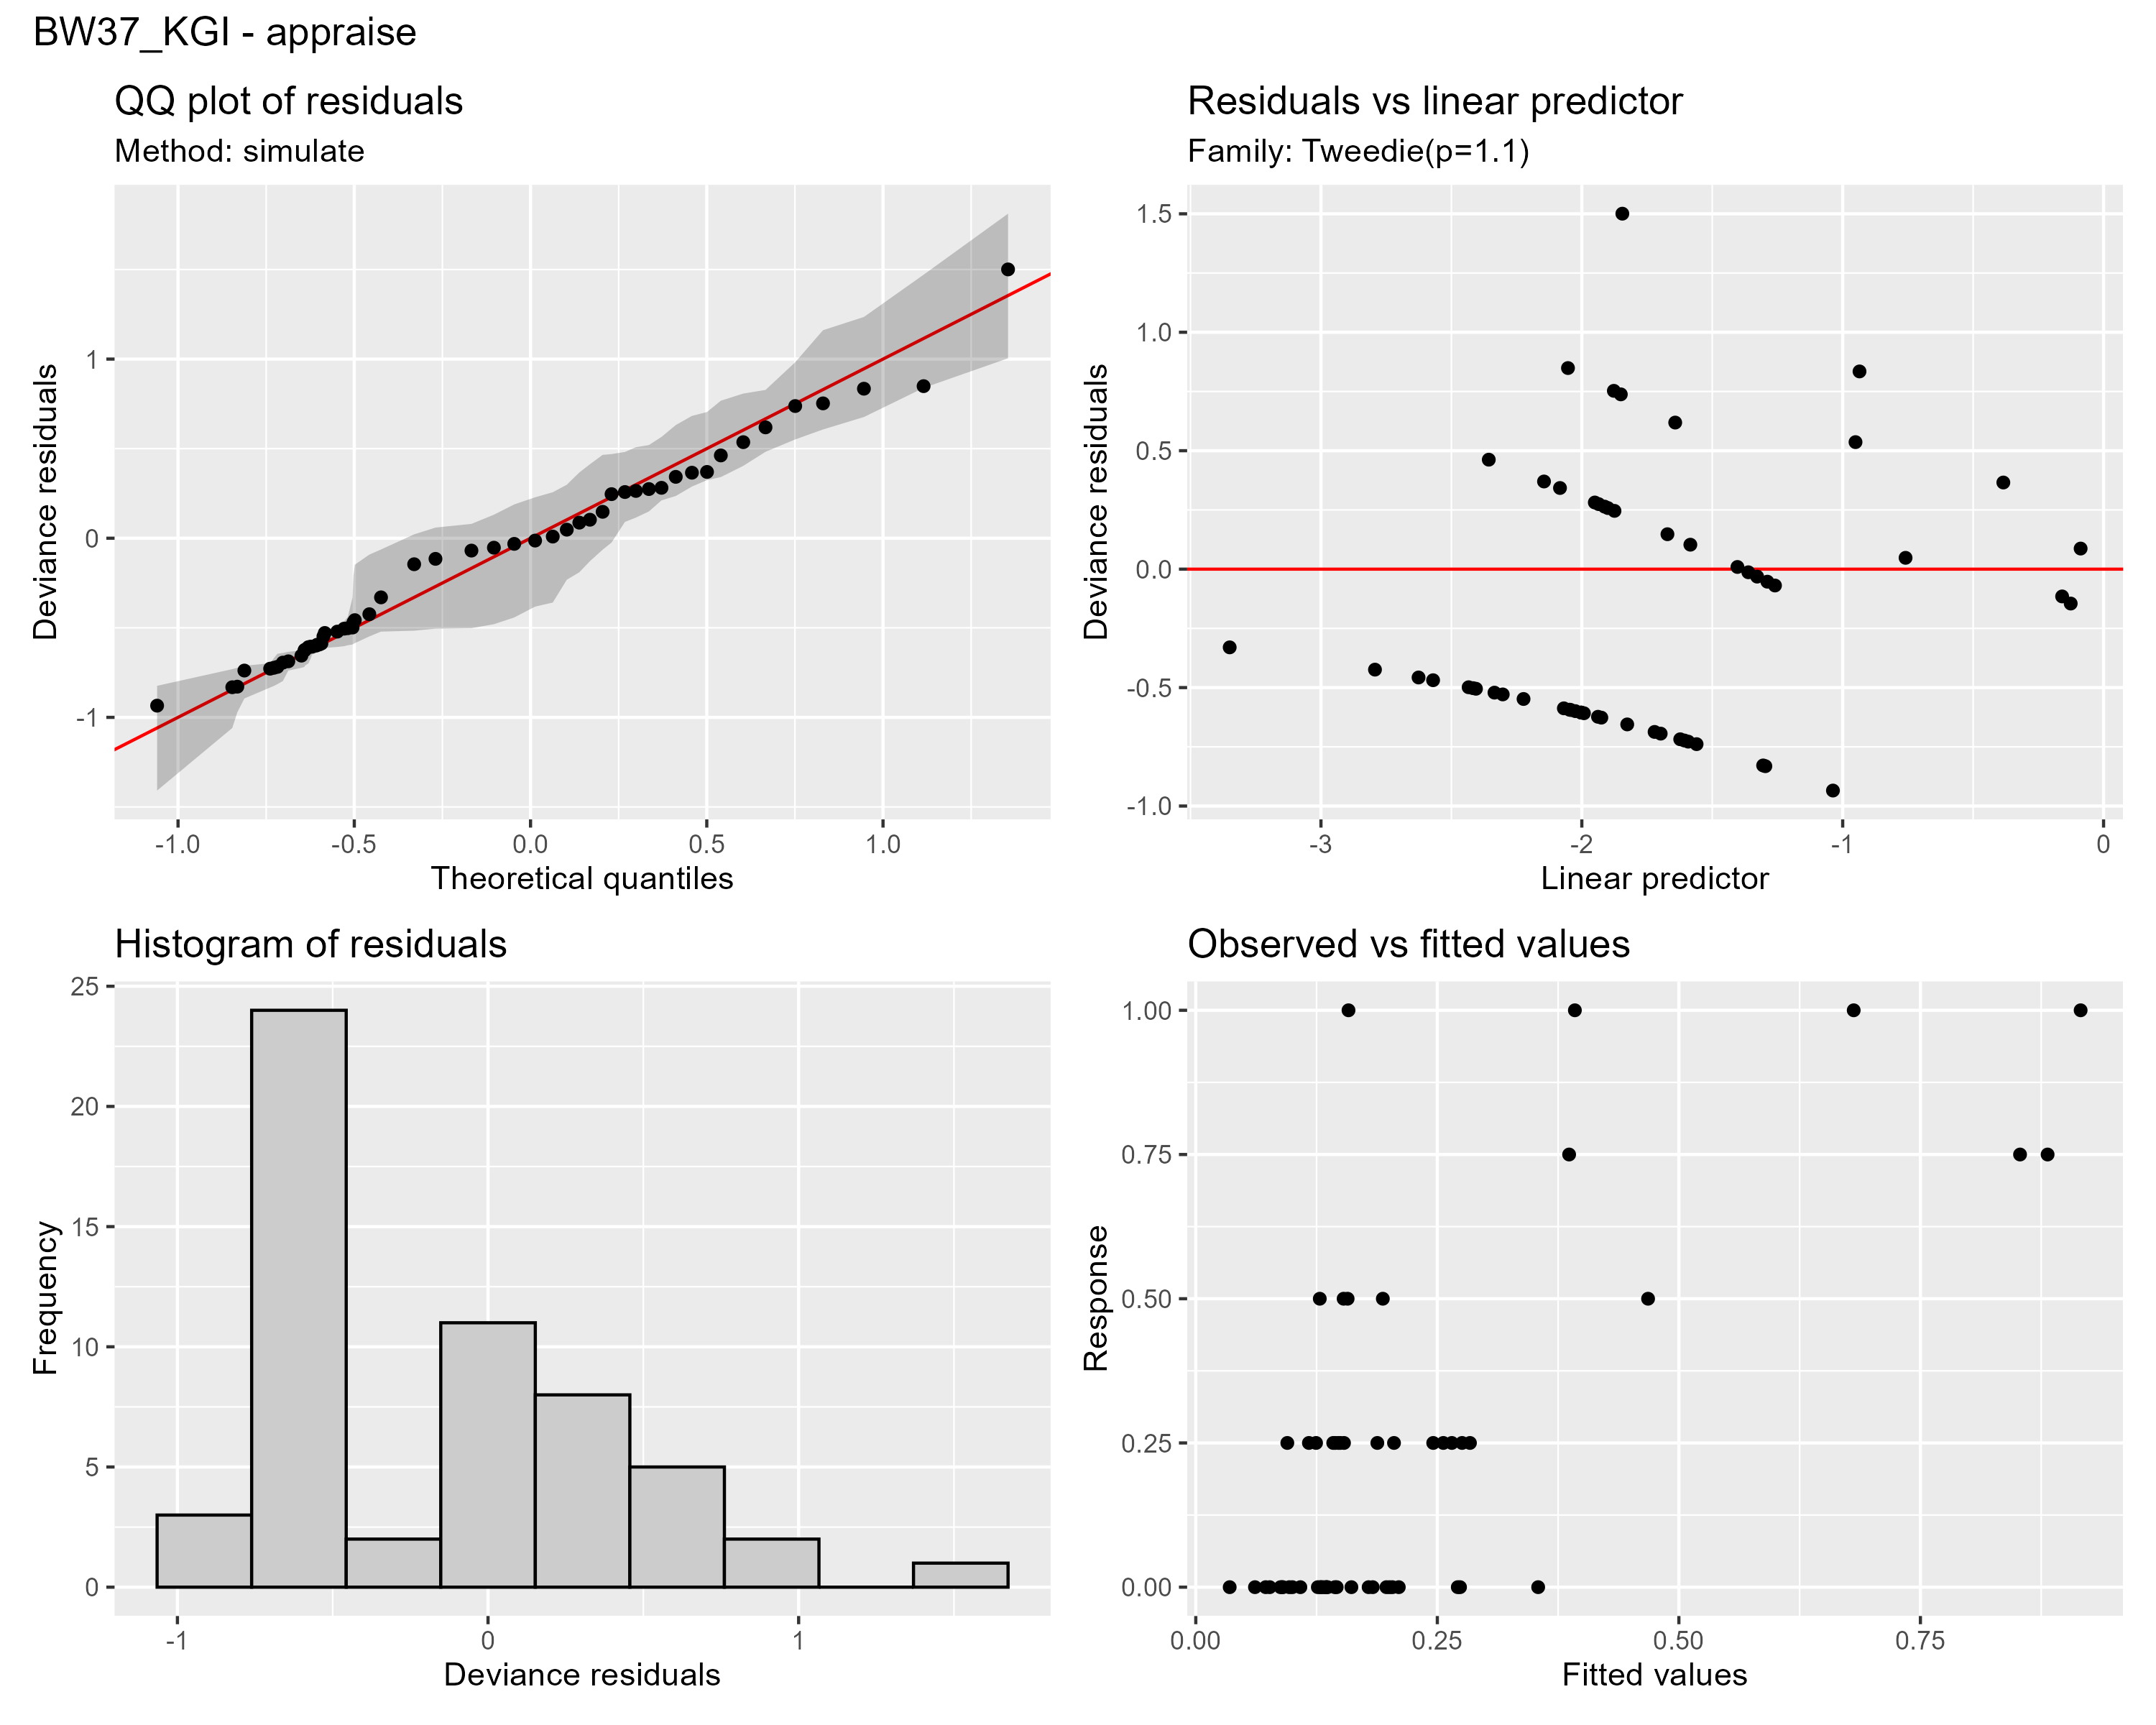 BW37_KGI - appraise
QQ plot of residuals
Method: simulate
Deviance residuals
1
0
-1
-1.0 -0.5 0.0 0.5 1.0
Theoretical quantiles
Residuals vs linear predictor
Family: Tweedie(p=1.1)
Deviance residuals
1.5
1.0
0.5
0.0
-0.5
-1.0
-3 -2 -1 0
Linear predictor
Histogram of residuals
Frequency
25
20
15
10
5
0
-1 0 1
Deviance residuals
Observed vs fitted values
Response
1.00
0.75
0.50
0.25
0.00
0.00 0.25 0.50 0.75
Fitted values